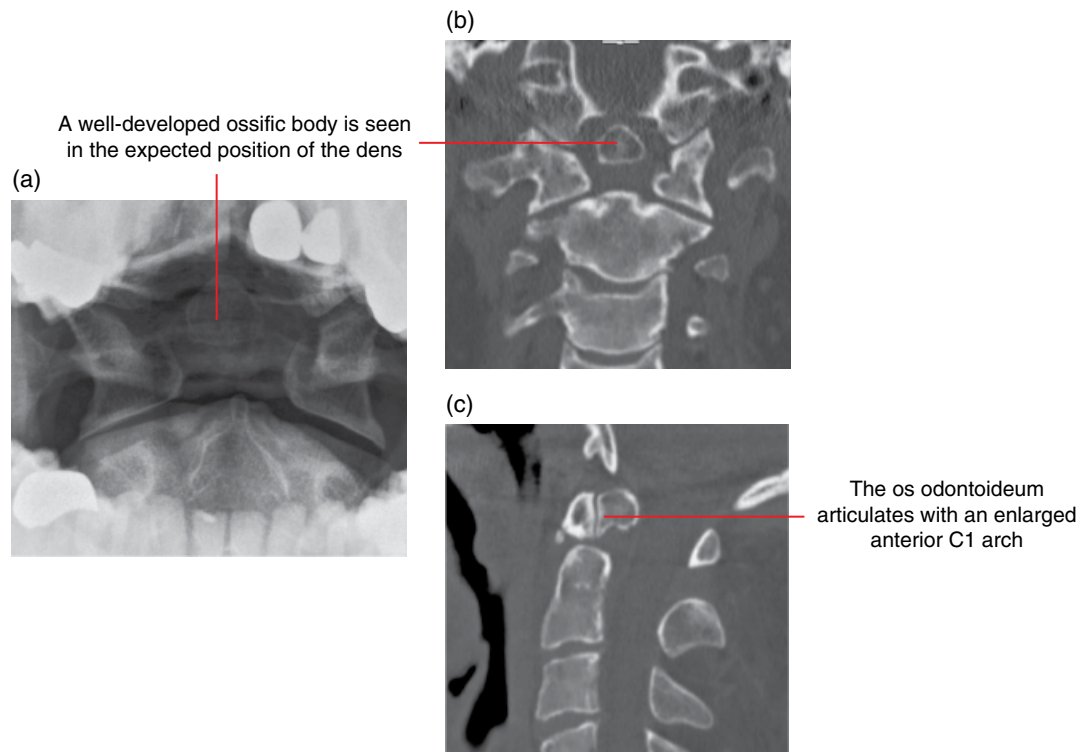 (b)
A well-developed ossific body is seen
in the expected position of the dens
(a)
(c)
The os odontoideum
articulates with an enlarged
anterior C1 arch